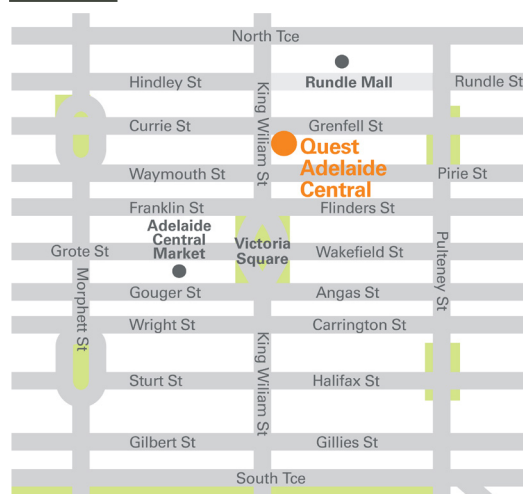 North Tce
Hindley St
Rundle Mall
Rundle St
King Wiliam St
Currie St
Grenfell St
Quest
Adelaide
Central
Waymouth St
Pirie St
Franklin St
Flinders St
Adelaide
Central
Market
Victoria
Square
Grote St
Wakefield St
Pulteney St
Morphett St
Gouger St
Angas St
Wright St
Carrington St
King Wiliam St
Sturt St
Halifax St
Gilbert St
Gillies St
South Tce